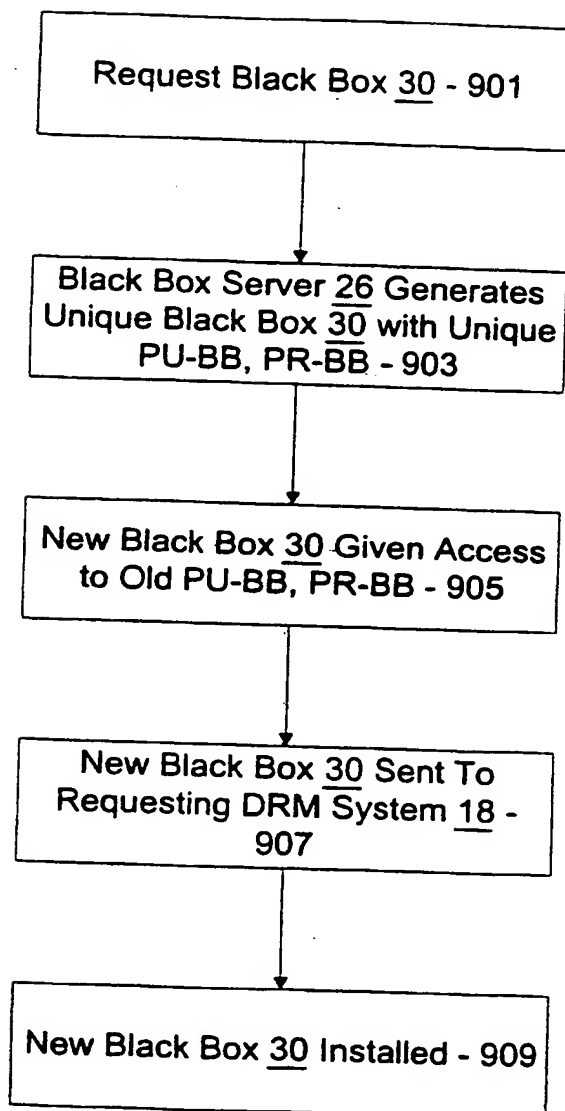 Request Black Box 30 - 901
Black Box Server 26 Generates
Unique Black Box 30 with Unique
PU-BB, PR-BB - 903
New Black Box 30 Given Access
to Old PU-BB, PR-BB - 905
New Black Box 30 Sent To
Requesting DRM System 18 -
907
New Black Box 30 Installed - 909